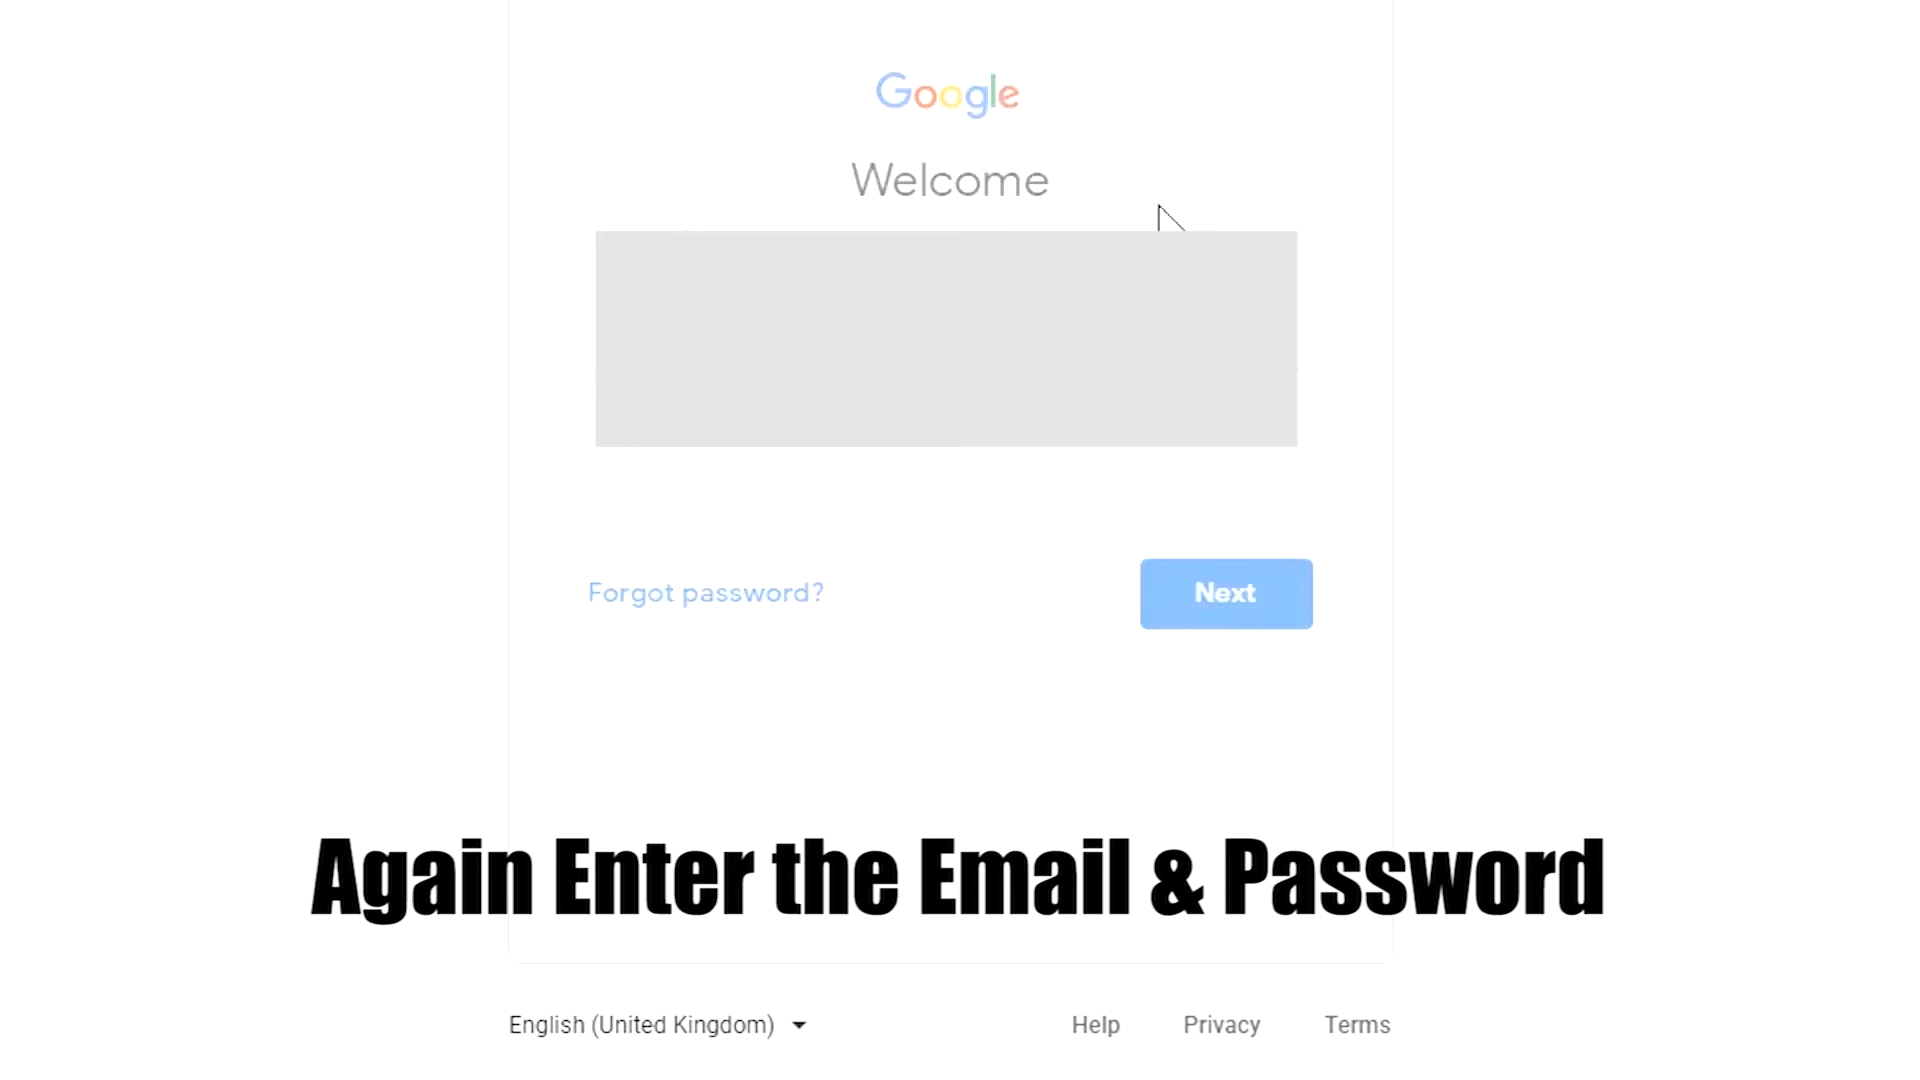 Google
Welcome
Forgot password?
Next
Again Enter the Email & Password
English (United Kingdom)
Help
Privacy
Terms